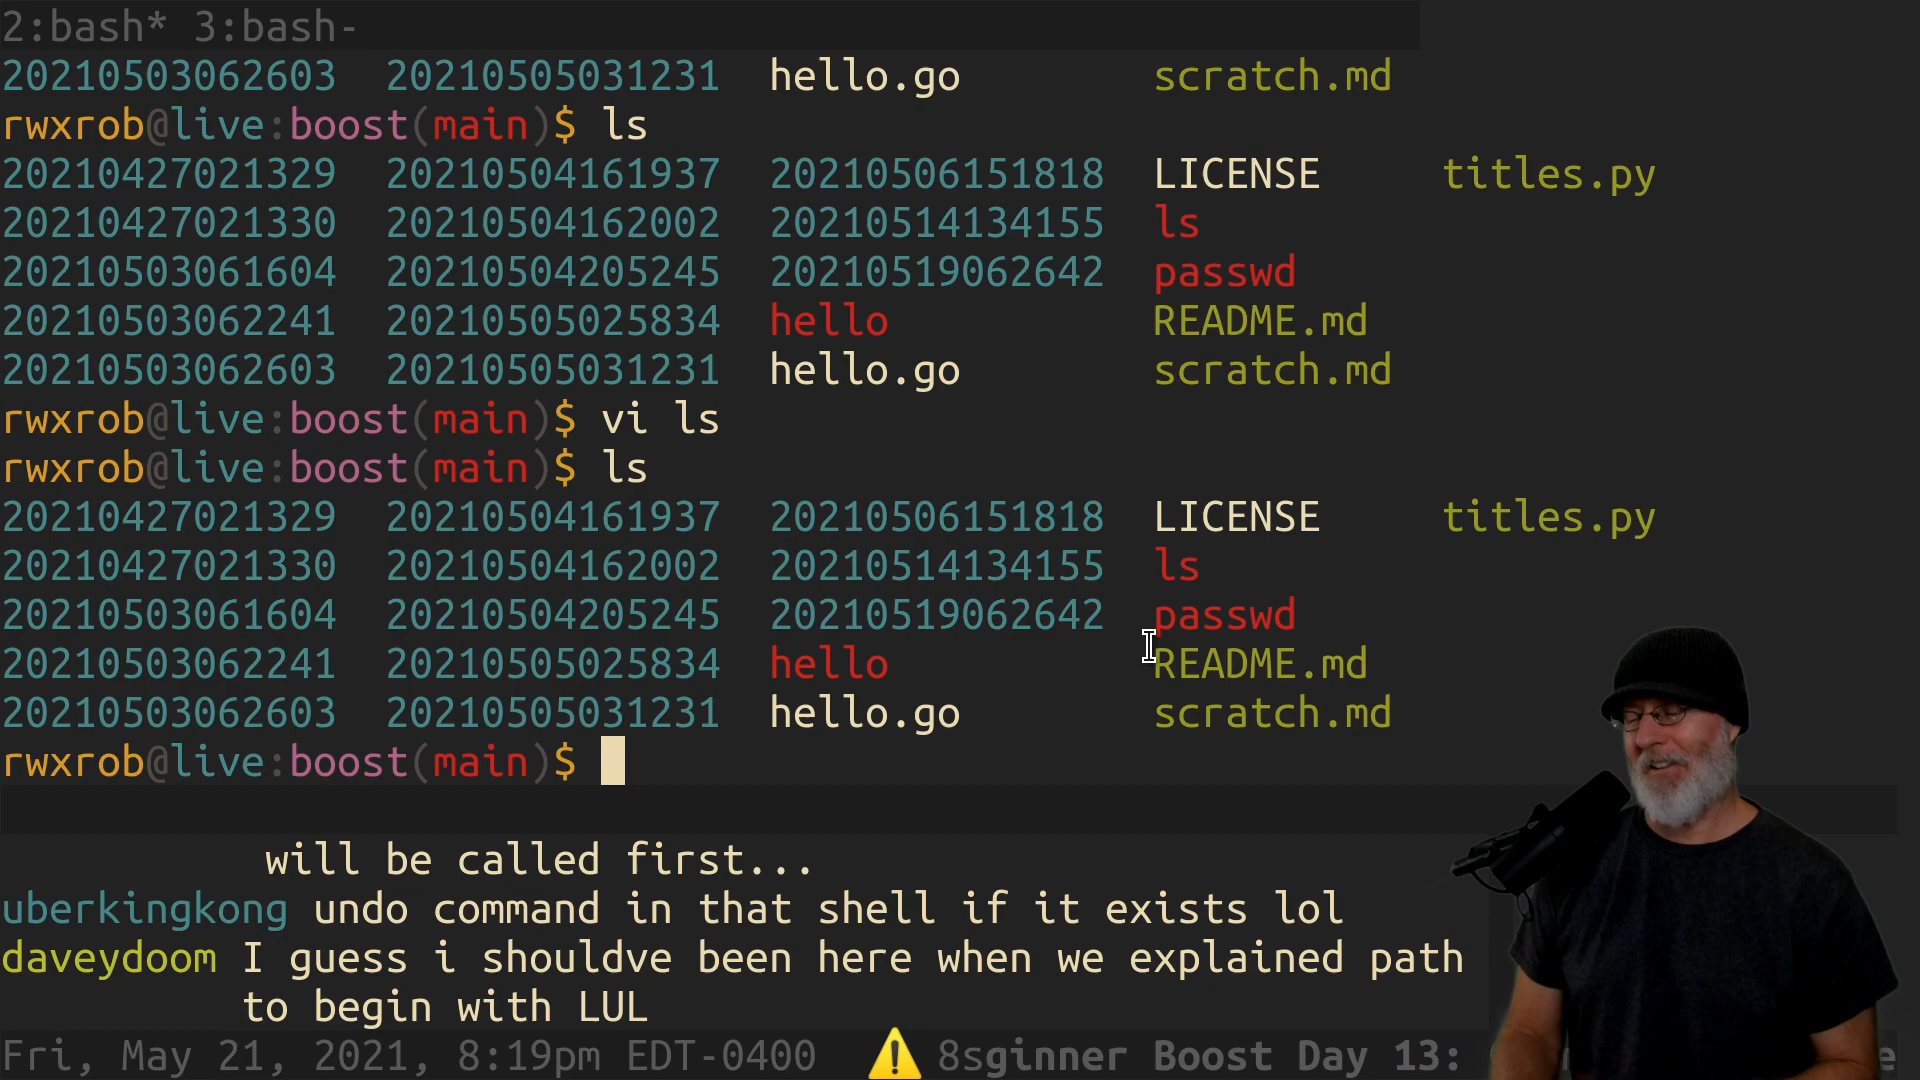 2:bash* 3:bash-
20210503062603 20210505031231 hello.go scratch.md
rwxrob@live:boost(main)$ ls
20210427021329 20210504161937 20210506151818 LICENSE titles.py
20210427021330 20210504162002 20210514134155 ls
20210503061604 20210504205245 20210519062642 passwd
20210503062241 20210505025834 hello README.md
20210503062603 20210505031231 hello.go scratch.md
rwxrob@live:boost(main)$ vi ls
rwxrob@live:boost(main)$ ls
20210427021329 20210504161937 20210506151818 LICENSE titles.py
20210427021330 20210504162002 20210514134155 ls
20210503061604 20210504205245 20210519062642 passwd
20210503062241 20210505025834 hello README.md
20210503062603 20210505031231 hello.go scratch.md
rwxrob@live:boost(main)$
will be called first...
uberkingkong undo command in that shell if it exists lol
daveydoom I guess i shouldve been here when we explained path
to begin with LUL
Fri, May 21, 2021, 8:19pm EDT-0400 ⚠️ 8sginner Boost Day 13: